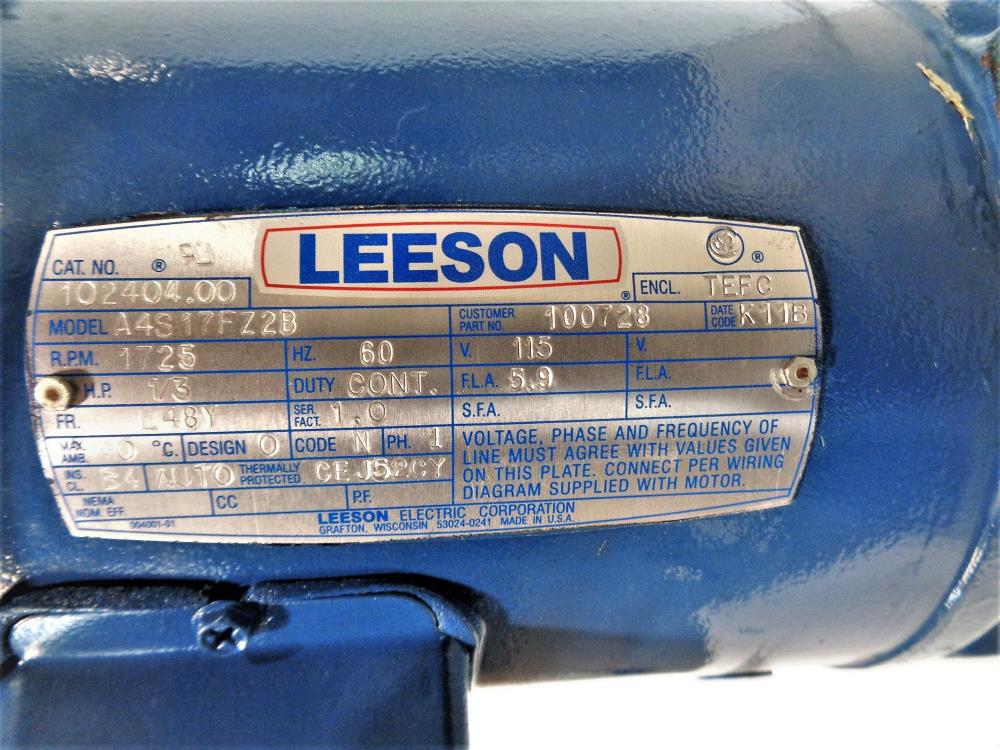 LEESON
CAT. NO. ®
102404.00
® ENCL. TEFC ®
MODEL A4S17FZ2B CUSTOMER PART NO. 100728 DATE CODE K11B
R.P.M. 1725 HZ. 60 V. 115 V.
H.P. 1/3 DUTY CONT. F.L.A. 5.9 F.L.A.
FR. L48Y SER. FACT. 1.0 S.F.A. S.F.A.
MAX. AMB. 0 °C. DESIGN O CODE N PH. 1
INS. CL. AUTO THERMALLY PROTECTED CEJ52CY
NEMA NOM. EFF. CC P.F.
VOLTAGE, PHASE AND FREQUENCY OF
LINE MUST AGREE WITH VALUES GIVEN
ON THIS PLATE. CONNECT PER WIRING
DIAGRAM SUPPLIED WITH MOTOR.
004001-01
LEESON ELECTRIC CORPORATION
GRAFTON, WISCONSIN 53024-0241 MADE IN U.S.A.